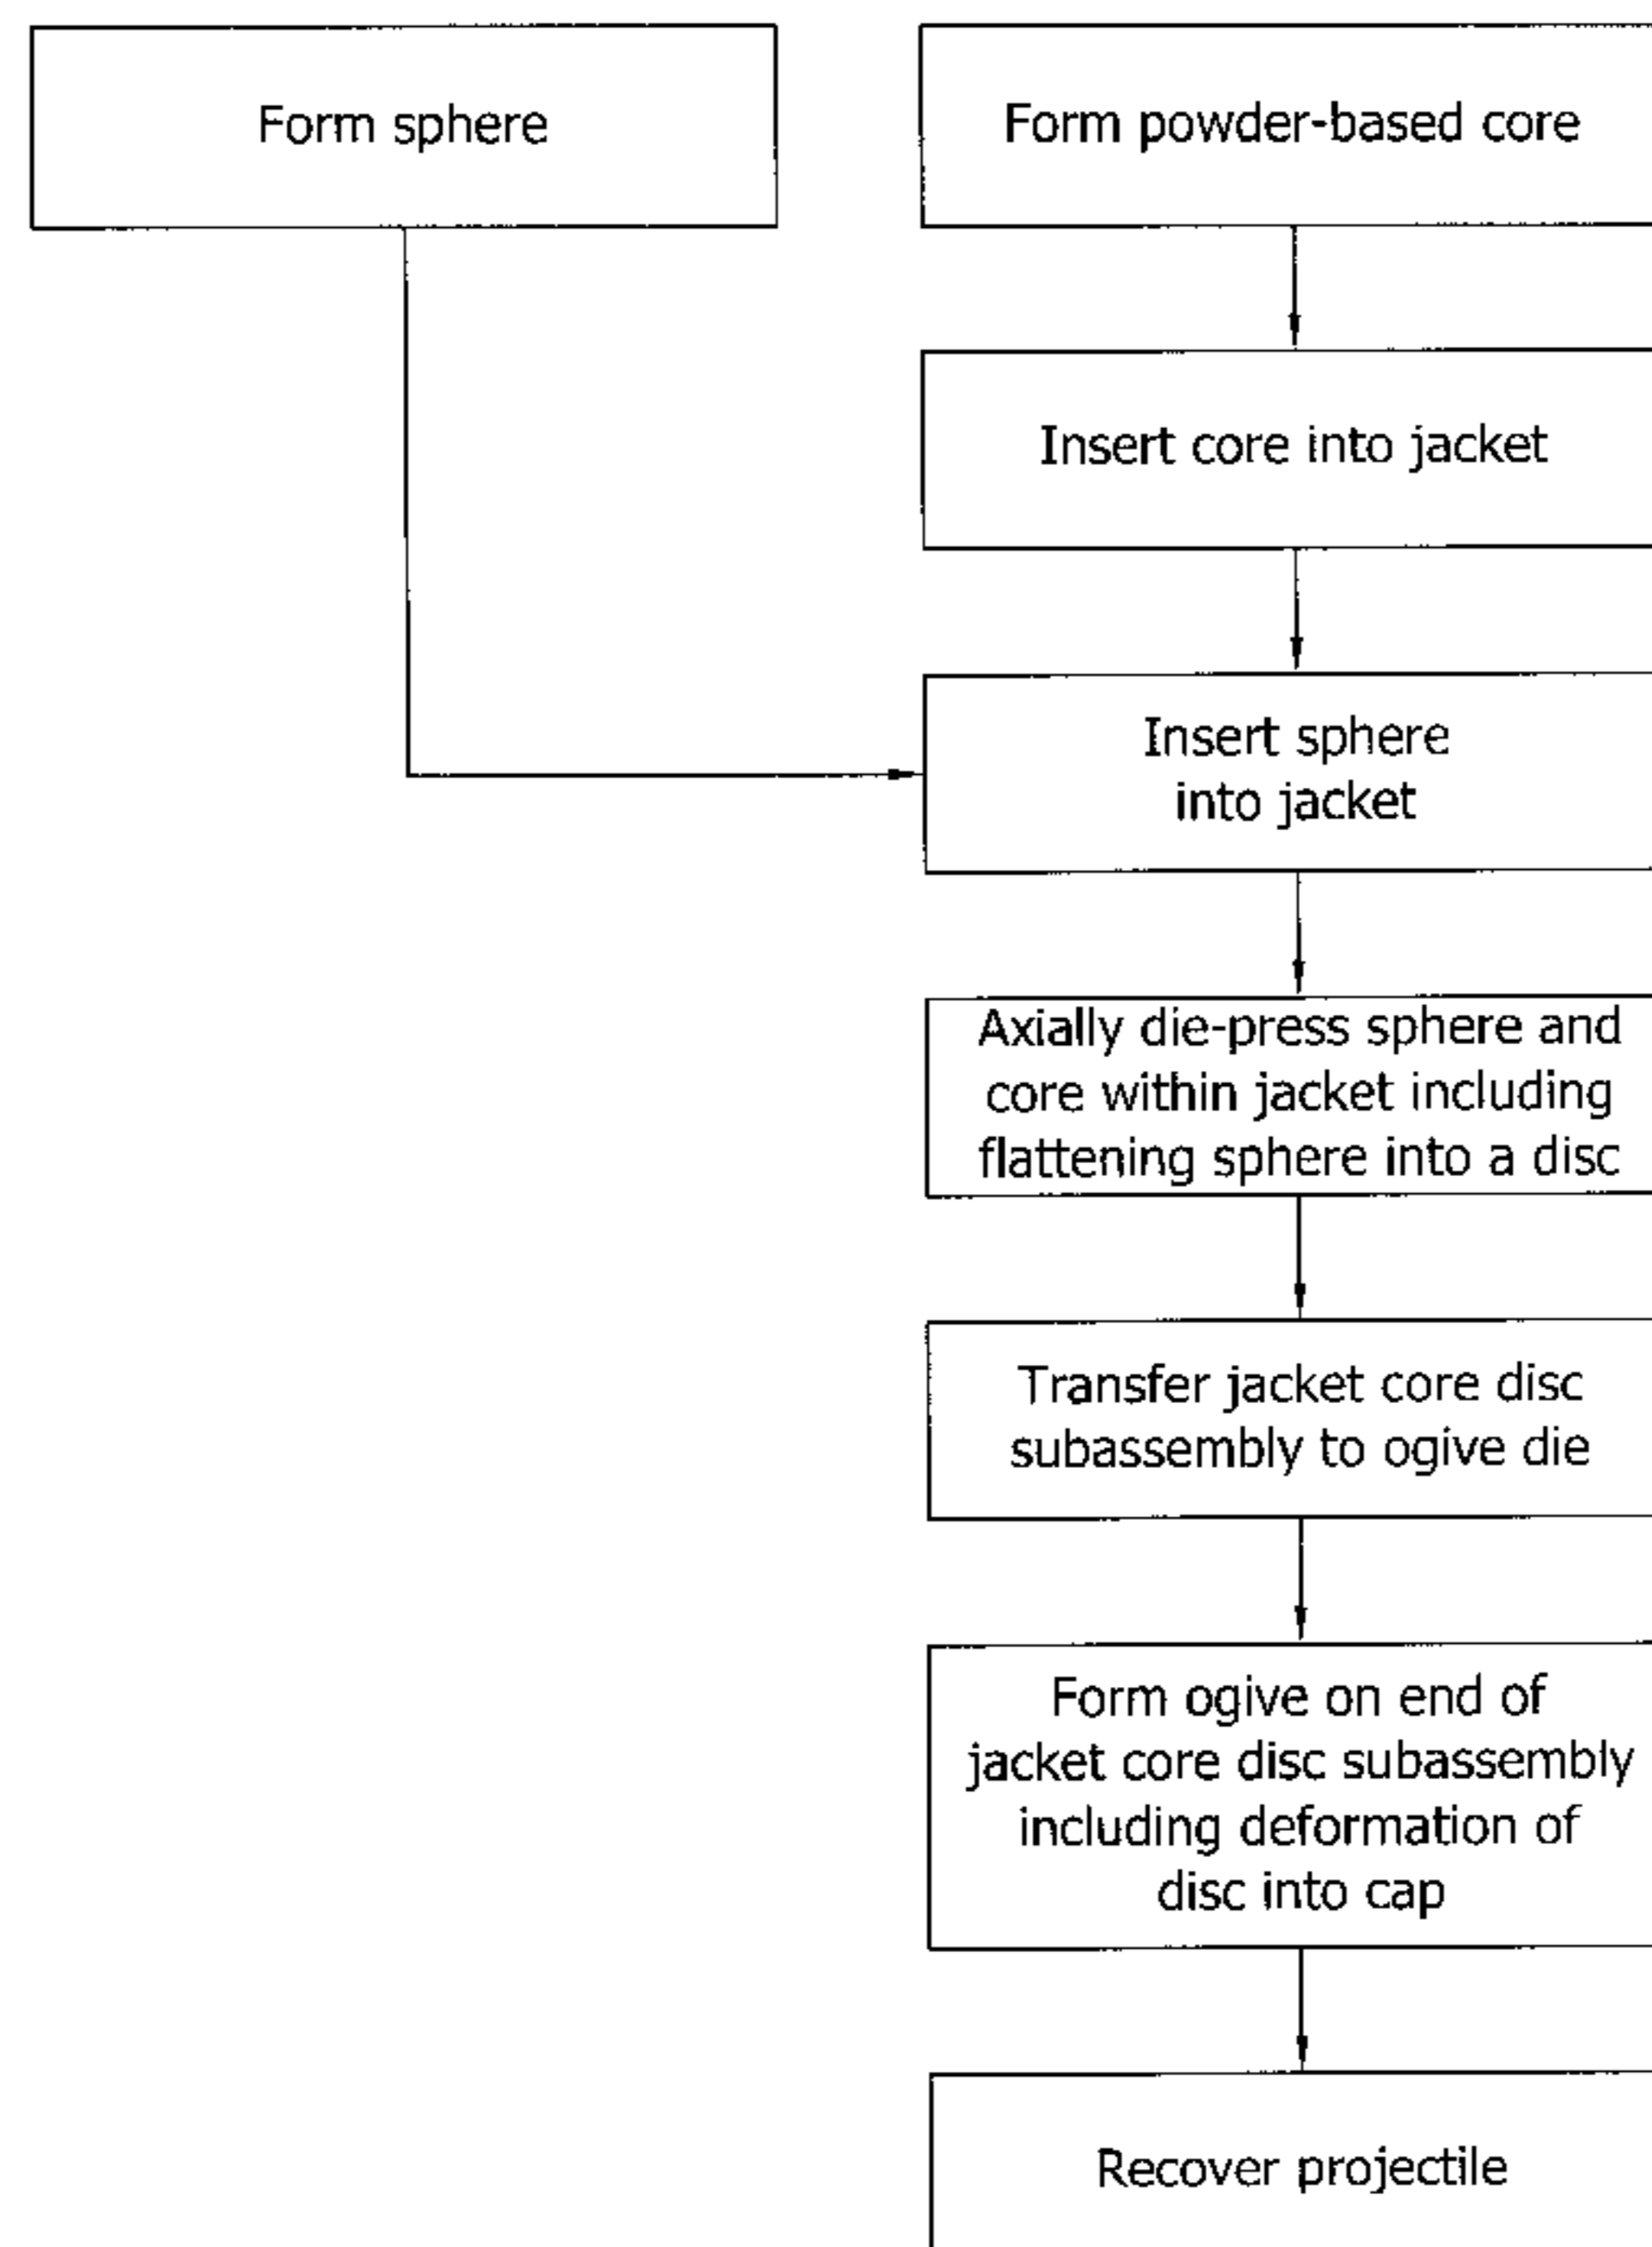 Form sphere
Form powder-based core
Insert core into jacket
Insert sphere
into jacket
Axially die-press sphere and
core within jacket including
flattening sphere into a disc
Transfer jacket core disc
subassembly to ogive die
Form ogive on end of
jacket core disc subassembly
including deformation of
disc into cap
Recover projectile